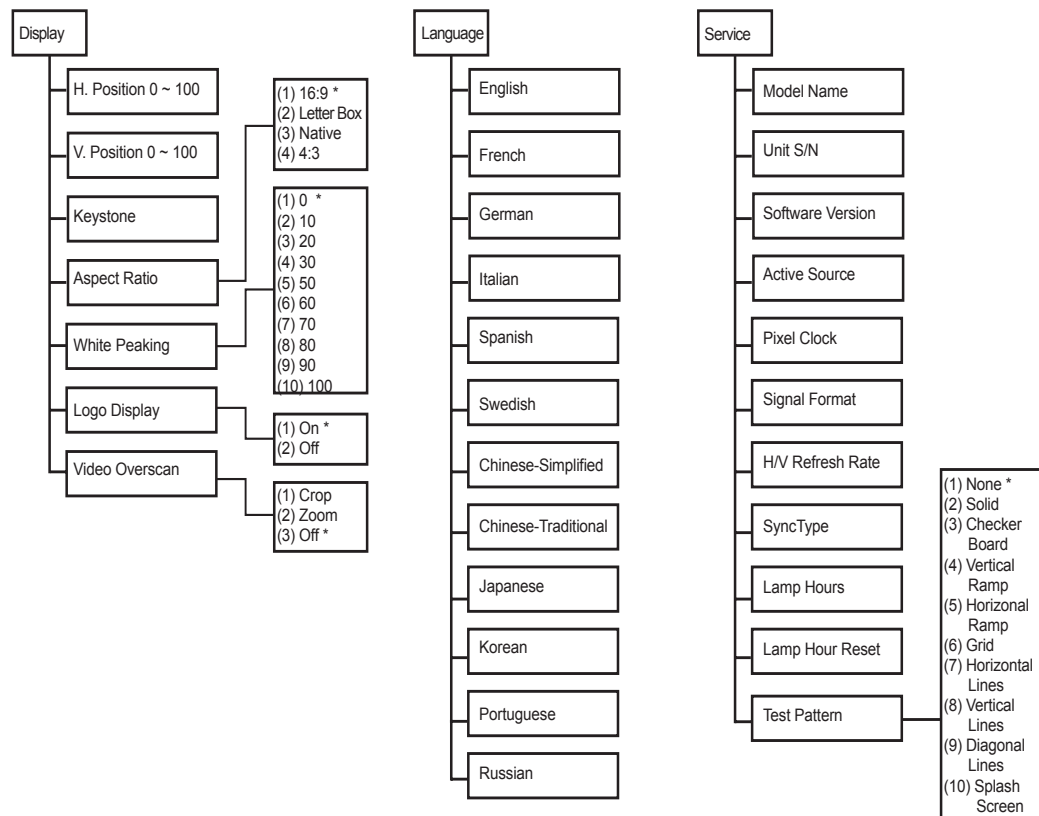 Display
H. Position 0 ~ 100
V. Position 0 ~ 100
Keystone
Aspect Ratio
White Peaking
Logo Display
Video Overscan
(1) 16:9 *
(2) Letter Box
(3) Native
(4) 4:3
(1) 0 *
(2) 10
(3) 20
(4) 30
(5) 50
(6) 60
(7) 70
(8) 80
(9) 90
(10) 100
(1) On *
(2) Off
(1) Crop
(2) Zoom
(3) Off *
Language
English
French
German
Italian
Spanish
Swedish
Chinese-Simplified
Chinese-Traditional
Japanese
Korean
Portuguese
Russian
Service
Model Name
Unit S/N
Software Version
Active Source
Pixel Clock
Signal Format
H/V Refresh Rate
SyncType
Lamp Hours
Lamp Hour Reset
Test Pattern
(1) None *
(2) Solid
(3) Checker
Board
(4) Vertical
Ramp
(5) Horizonal
Ramp
(6) Grid
(7) Horizontal
Lines
(8) Vertical
Lines
(9) Diagonal
Lines
(10) Splash
Screen